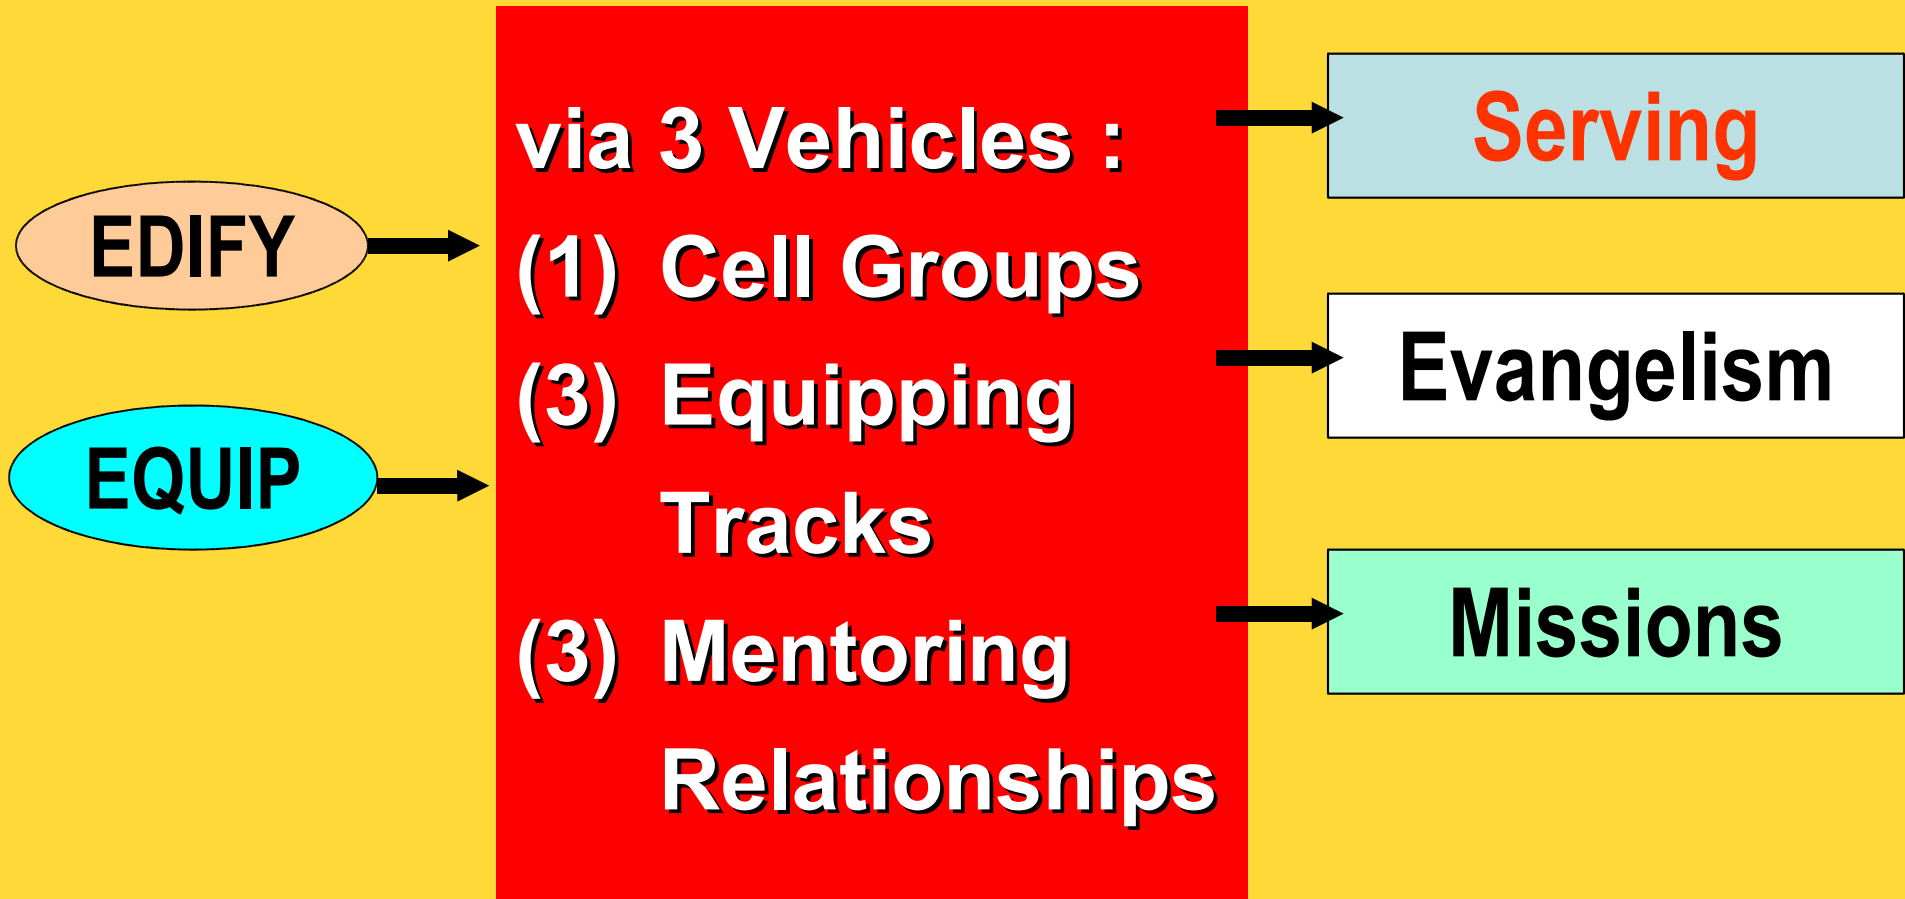 EDIFY
EQUIP
via 3 Vehicles :
(1) Cell Groups
(3) Equipping
Tracks
(3) Mentoring
Relationships
Serving
Evangelism
Missions